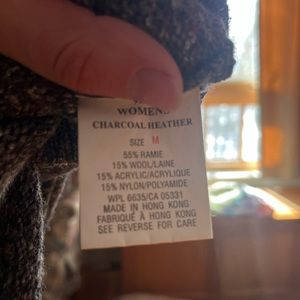 WOMENS
CHARCOAL HEATHER
SIZE M
55% RAMIE
15% WOOL/LAINE
15% ACRYLIC/ACRYLIQUE
15% NYLON/POLYAMIDE
WPL 6635/CA 05331
MADE IN HONG KONG
FABRIQUÉ À HONG KONG
SEE REVERSE FOR CARE